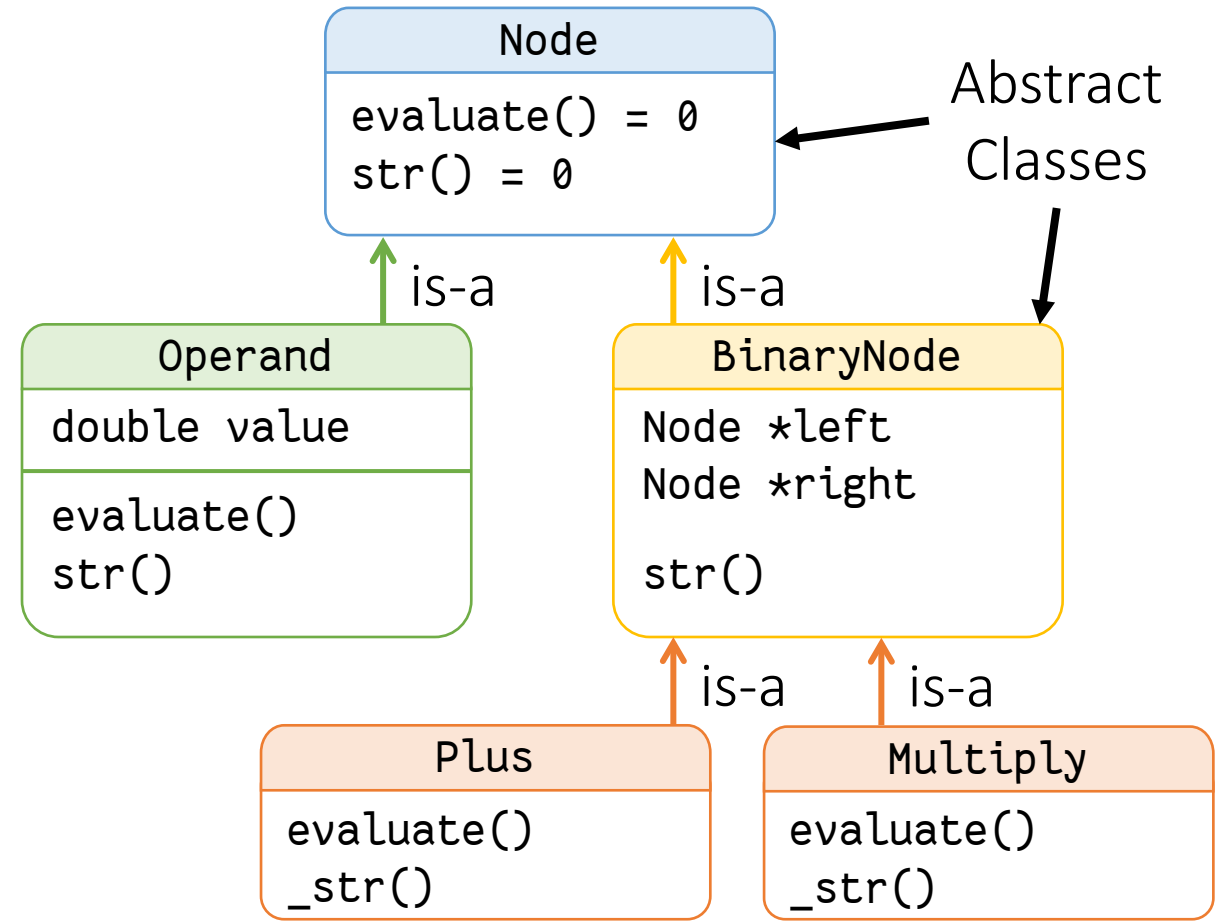 Node
evaluate() = 0
str() = 0
Abstract
Classes
is-a
is-a
Operand
double value
evaluate()
str()
BinaryNode
Node *left
Node *right
str()
is-a
is-a
Plus
evaluate()
_str()
Multiply
evaluate()
_str()